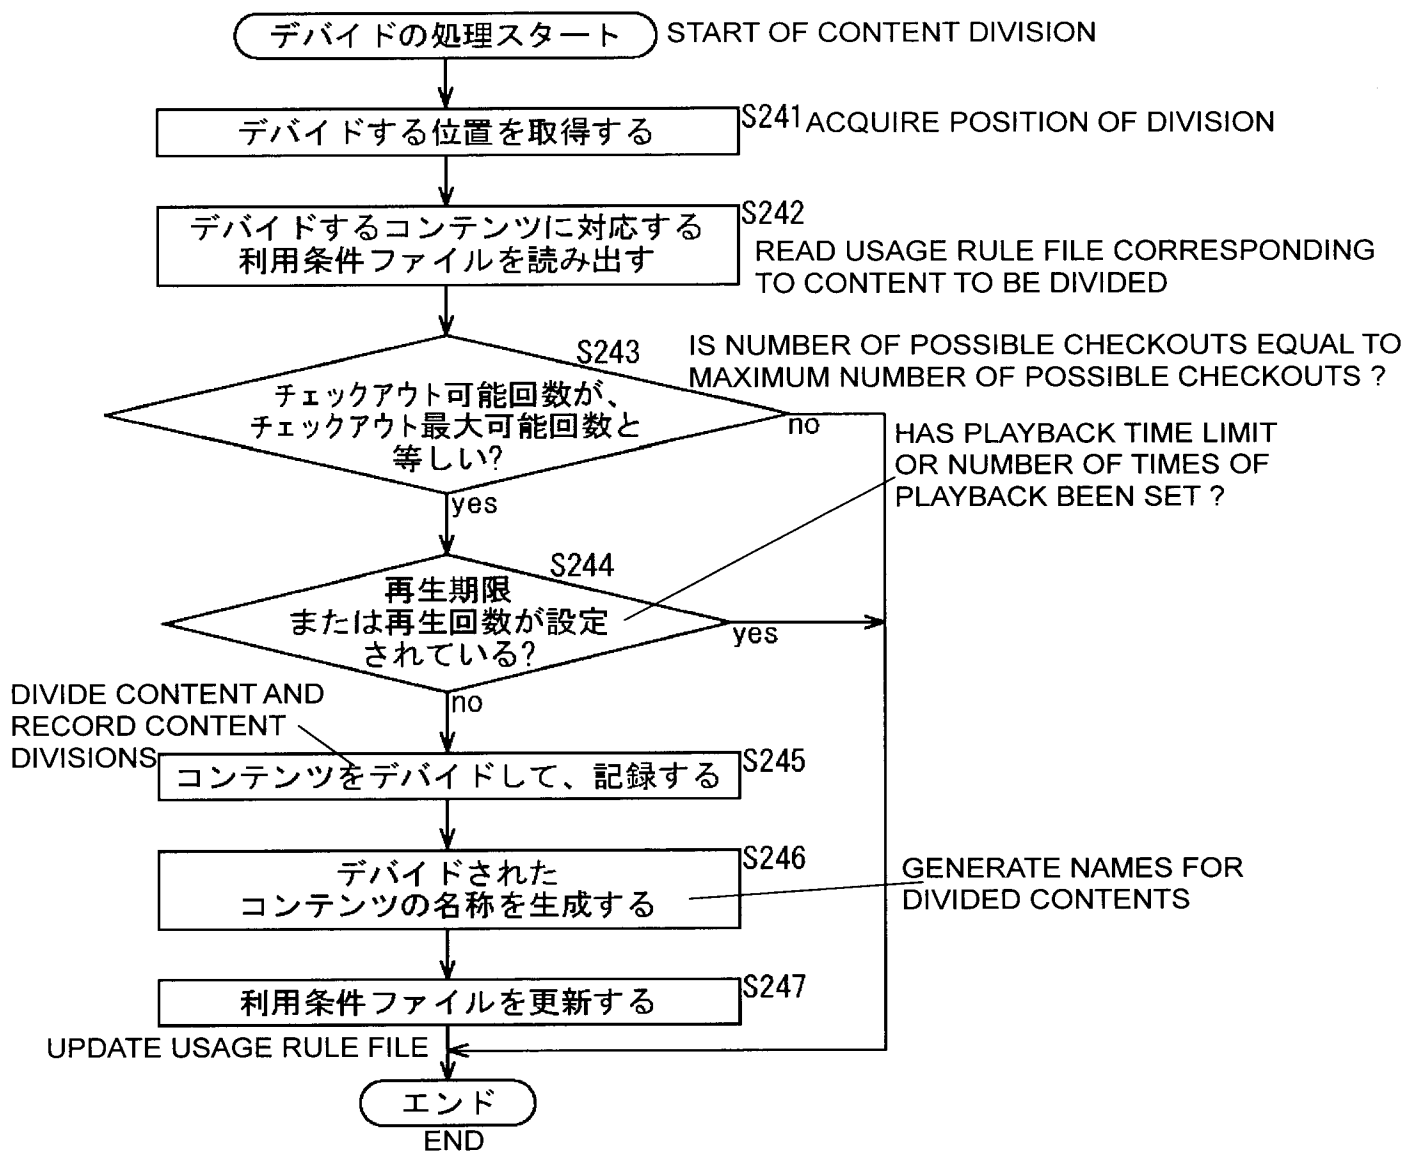 デバイドの処理スタート
START OF CONTENT DIVISION
S241
デバイドする位置を取得する
ACQUIRE POSITION OF DIVISION
S242
デバイドするコンテンツに対応する
利用条件ファイルを読み出す
READ USAGE RULE FILE CORRESPONDING
TO CONTENT TO BE DIVIDED
S243
IS NUMBER OF POSSIBLE CHECKOUTS EQUAL TO
MAXIMUM NUMBER OF POSSIBLE CHECKOUTS ?
チェックアウト可能回数が、
チェックアウト最大可能回数と
等しい?
no
yes
HAS PLAYBACK TIME LIMIT
OR NUMBER OF TIMES OF
PLAYBACK BEEN SET ?
S244
再生期限
または再生回数が設定
されている?
yes
no
DIVIDE CONTENT AND
RECORD CONTENT
DIVISIONS
S245
コンテンツをデバイドして、記録する
S246
デバイドされた
コンテンツの名称を生成する
GENERATE NAMES FOR
DIVIDED CONTENTS
S247
利用条件ファイルを更新する
UPDATE USAGE RULE FILE
エンド
END